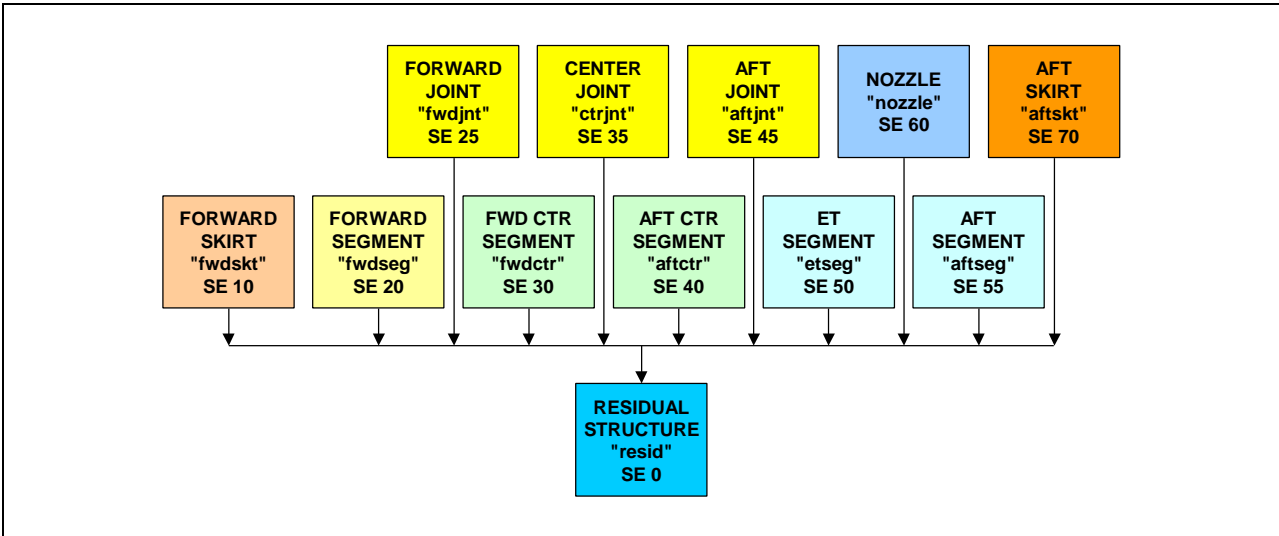 FORWARD
JOINT
"fwdjnt"
SE 25
CENTER
JOINT
"ctrjnt"
SE 35
AFT
JOINT
"aftjnt"
SE 45
NOZZLE
"nozzle"
SE 60
AFT
SKIRT
"aftskt"
SE 70
FORWARD
SKIRT
"fwdskt"
SE 10
FORWARD
SEGMENT
"fwdseg"
SE 20
FWD CTR
SEGMENT
"fwdctr"
SE 30
AFT CTR
SEGMENT
"aftctr"
SE 40
ET
SEGMENT
"etseg"
SE 50
AFT
SEGMENT
"aftseg"
SE 55
RESIDUAL
STRUCTURE
"resid"
SE 0